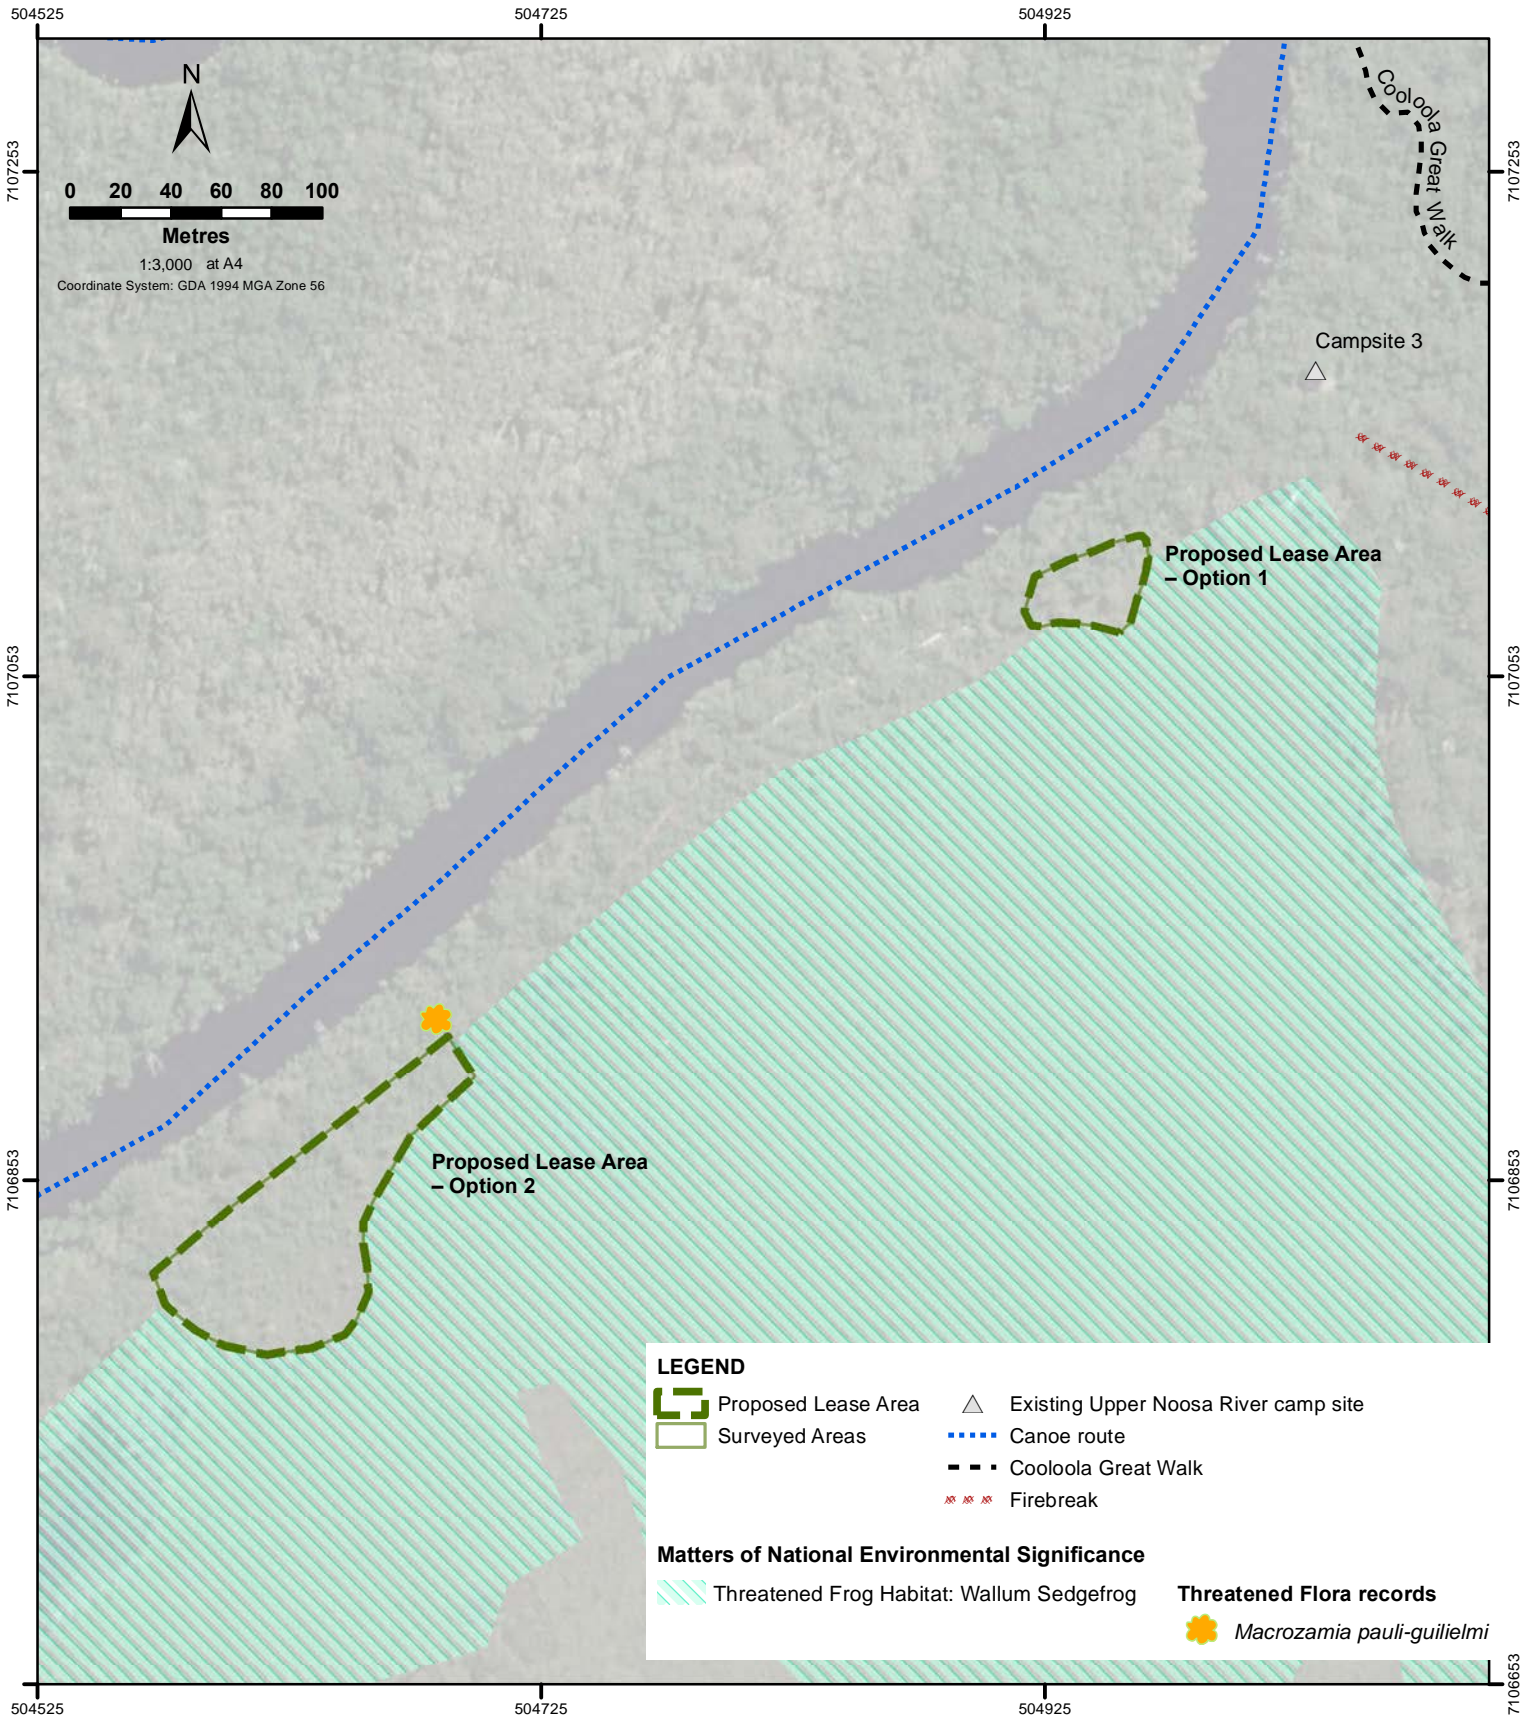 504525
504725
504925
N
0 20 40 60 80 100
Metres
1:3,000 at A4
Coordinate System: GDA 1994 MGA Zone 56
Cooloola Great Walk
7107253
7107253
Campsite 3
Proposed Lease Area
– Option 1
7107053
7107053
Proposed Lease Area
– Option 2
7106853
7106853
LEGEND
Proposed Lease Area
Surveyed Areas
Existing Upper Noosa River camp site
Canoe route
Cooloola Great Walk
Firebreak
Matters of National Environmental Significance
Threatened Frog Habitat: Wallum Sedgefrog
Threatened Flora records
Macrozamia pauli-guilielmi
7106653
504525
504725
504925